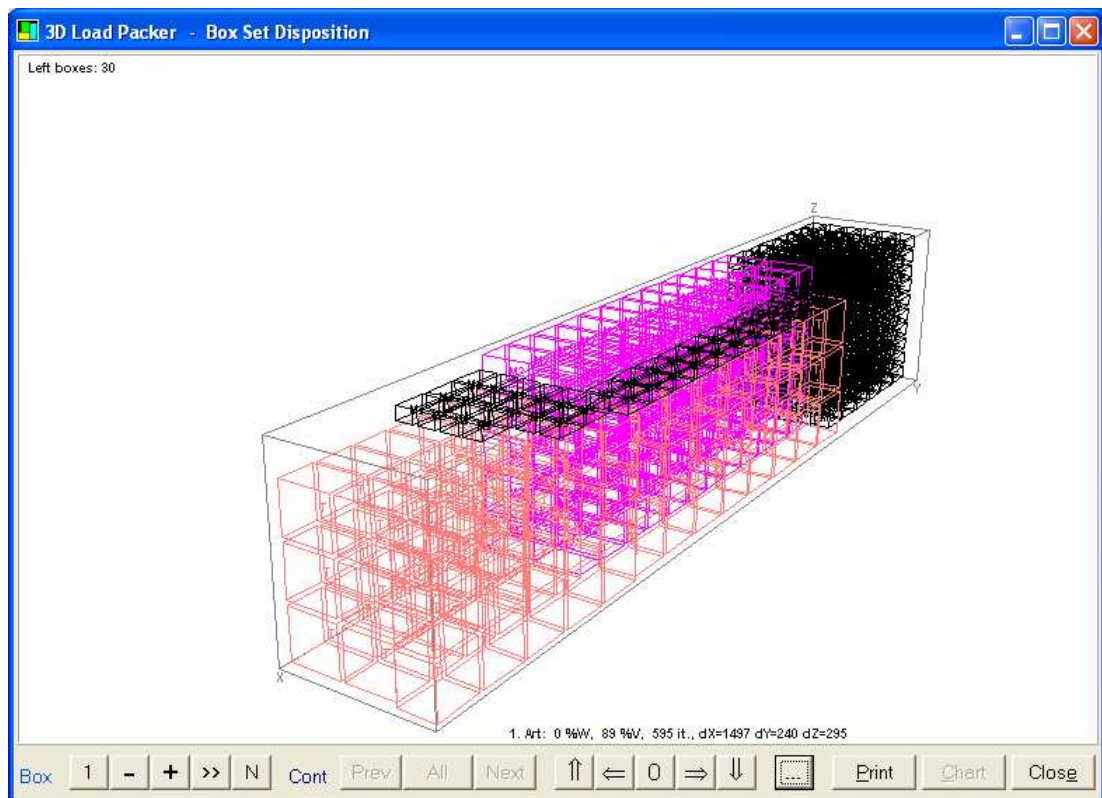 3D Load Packer - Box Set Disposition
Left boxes: 30
Z
Y
X
1. Art: 0 %W, 89 %V, 595 it., dX=1497 dY=240 dZ=295
Box 1 - + >> N Cont Prev All Next ⇑ ⇐ 0 ⇒ ⇓ ... Print Chart Close